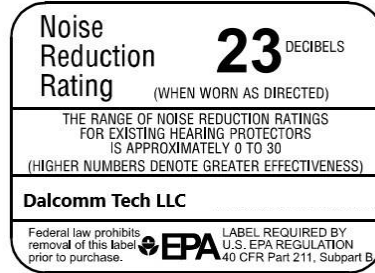 Noise
Reduction
Rating
23 DECIBELS
(WHEN WORN AS DIRECTED)
THE RANGE OF NOISE REDUCTION RATINGS
FOR EXISTING HEARING PROTECTORS
IS APPROXIMATELY 0 TO 30
(HIGHER NUMBERS DENOTE GREATER EFFECTIVENESS)
Dalcomm Tech LLC
Federal law prohibits
removal of this label
prior to purchase.
EPA
LABEL REQUIRED BY
U.S. EPA REGULATION
40 CFR Part 211, Subpart B